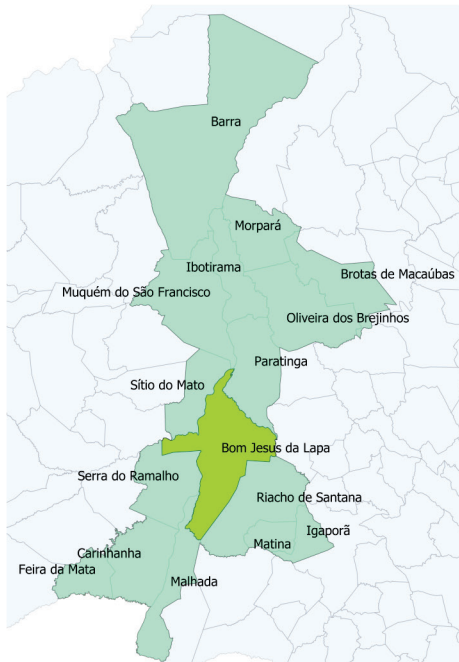 Barra
Morpará
Ibotirama
Brotas de Macaúbas
Muquém do São Francisco
Oliveira dos Brejinhos
Paratinga
Sítio do Mato
Bom Jesus da Lapa
Serra do Ramalho
Riacho de Santana
Igaporã
Matina
Carinhanha
Feira da Mata
Malhada